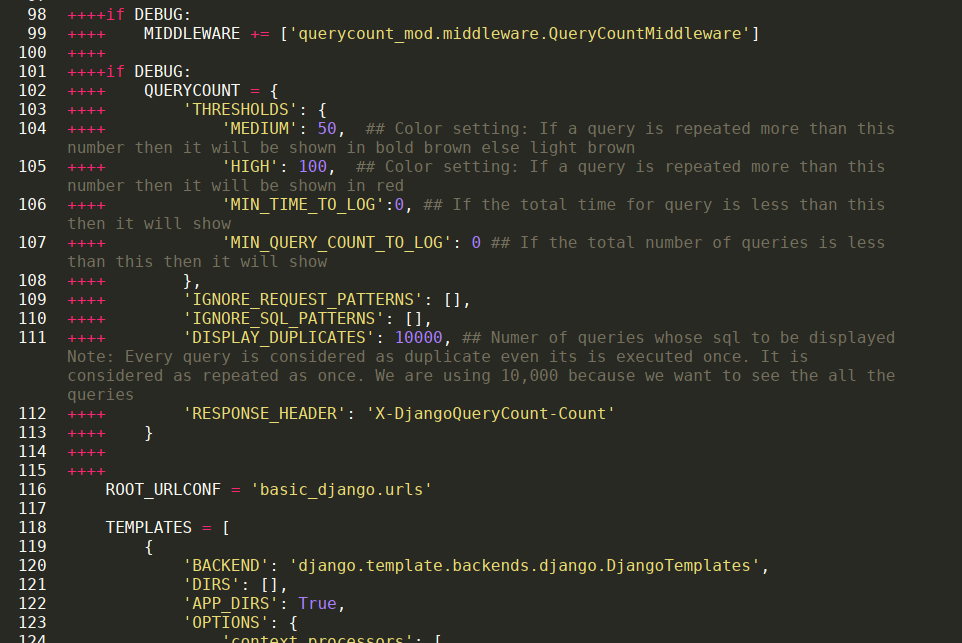 98 ++++if DEBUG:
99 ++++    MIDDLEWARE += ['querycount_mod.middleware.QueryCountMiddleware']
100 ++++
101 ++++if DEBUG:
102 ++++    QUERYCOUNT = {
103 ++++        'THRESHOLDS': {
104 ++++            'MEDIUM': 50,  ## Color setting: If a query is repeated more than this
number then it will be shown in bold brown else light brown
105 ++++            'HIGH': 100,  ## Color setting: If a query is repeated more than this
number then it will be shown in red
106 ++++            'MIN_TIME_TO_LOG':0, ## If the total time for query is less than this
then it will show
107 ++++            'MIN_QUERY_COUNT_TO_LOG': 0 ## If the total number of queries is less
than this then it will show
108 ++++        },
109 ++++        'IGNORE_REQUEST_PATTERNS': [],
110 ++++        'IGNORE_SQL_PATTERNS': [],
111 ++++        'DISPLAY_DUPLICATES': 10000, ## Numer of queries whose sql to be displayed
Note: Every query is considered as duplicate even its is executed once. It is
considered as repeated as once. We are using 10,000 because we want to see the all the
queries
112 ++++        'RESPONSE_HEADER': 'X-DjangoQueryCount-Count'
113 ++++    }
114 ++++
115 ++++
116     ROOT_URLCONF = 'basic_django.urls'
117
118     TEMPLATES = [
119         {
120             'BACKEND': 'django.template.backends.django.DjangoTemplates',
121             'DIRS': [],
122             'APP_DIRS': True,
123             'OPTIONS': {
124                 'context_processors': [